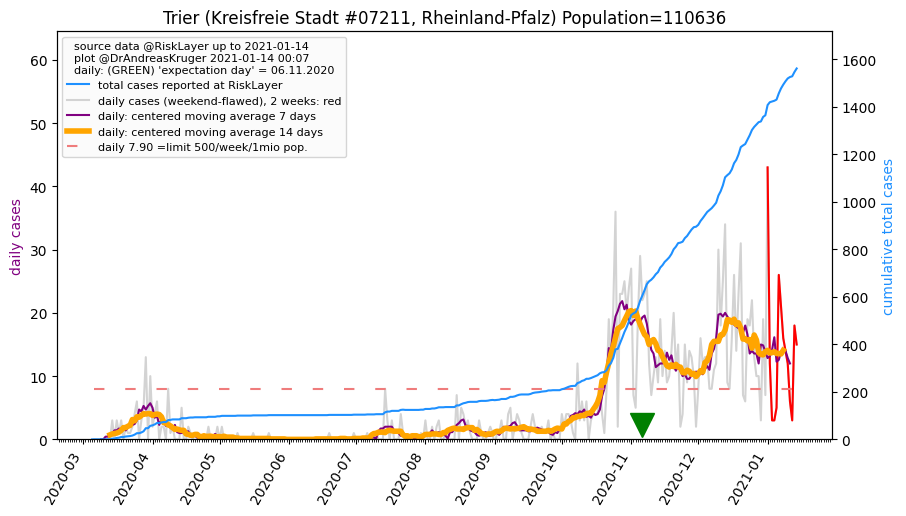 Trier (Kreisfreie Stadt #07211, Rheinland-Pfalz) Population=110636
source data @RiskLayer up to 2021-01-14
plot @DrAndreasKruger 2021-01-14 00:07
daily: (GREEN) 'expectation day' = 06.11.2020
total cases reported at RiskLayer
daily cases (weekend-flawed), 2 weeks: red
daily: centered moving average 7 days
daily: centered moving average 14 days
daily 7.90 =limit 500/week/1mio pop.
daily cases
60
50
40
30
20
10
0
cumulative total cases
1600
1400
1200
1000
800
600
400
200
0
2020-03
2020-04
2020-05
2020-06
2020-07
2020-08
2020-09
2020-10
2020-11
2020-12
2021-01